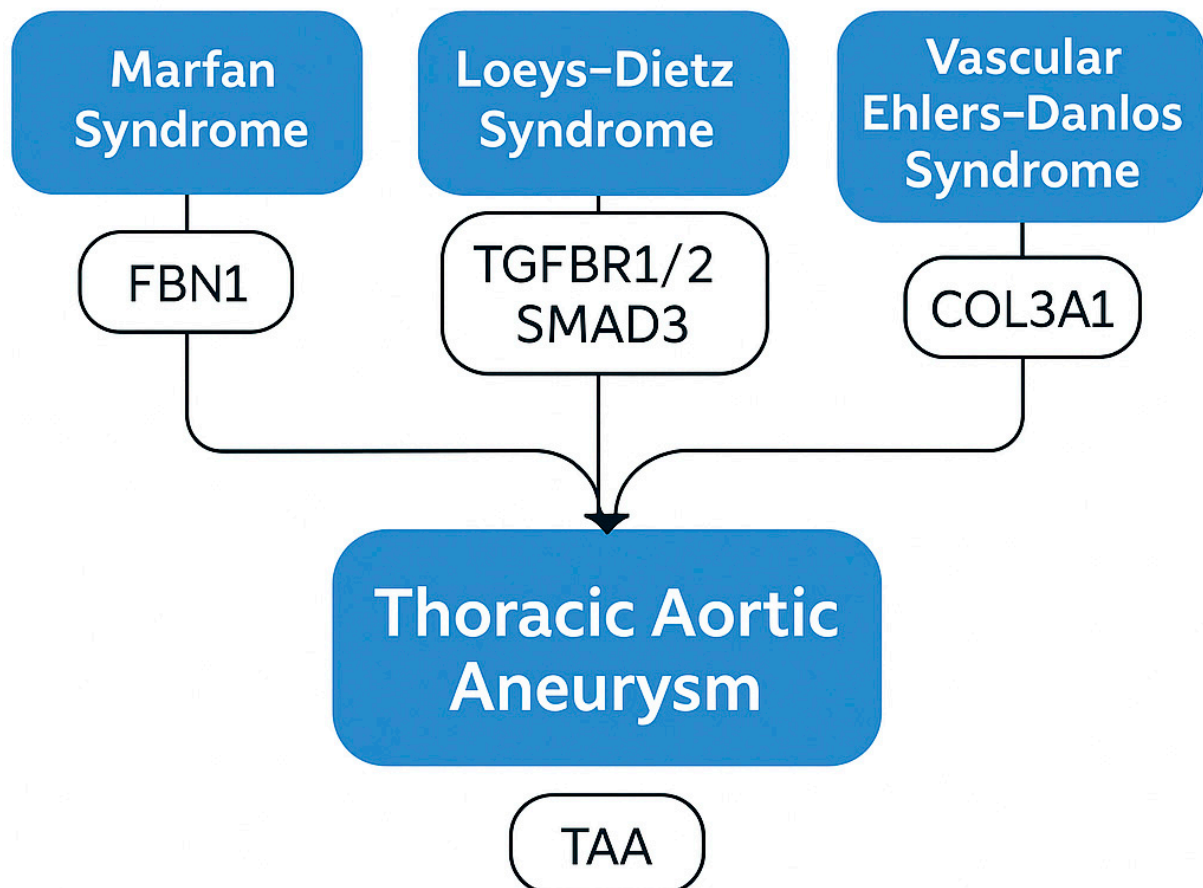 Marfan
Syndrome
Loeys–Dietz
Syndrome
Vascular
Ehlers–Danlos
Syndrome
FBN1
TGFBR1/2
SMAD3
COL3A1
Thoracic Aortic
Aneurysm
TAA